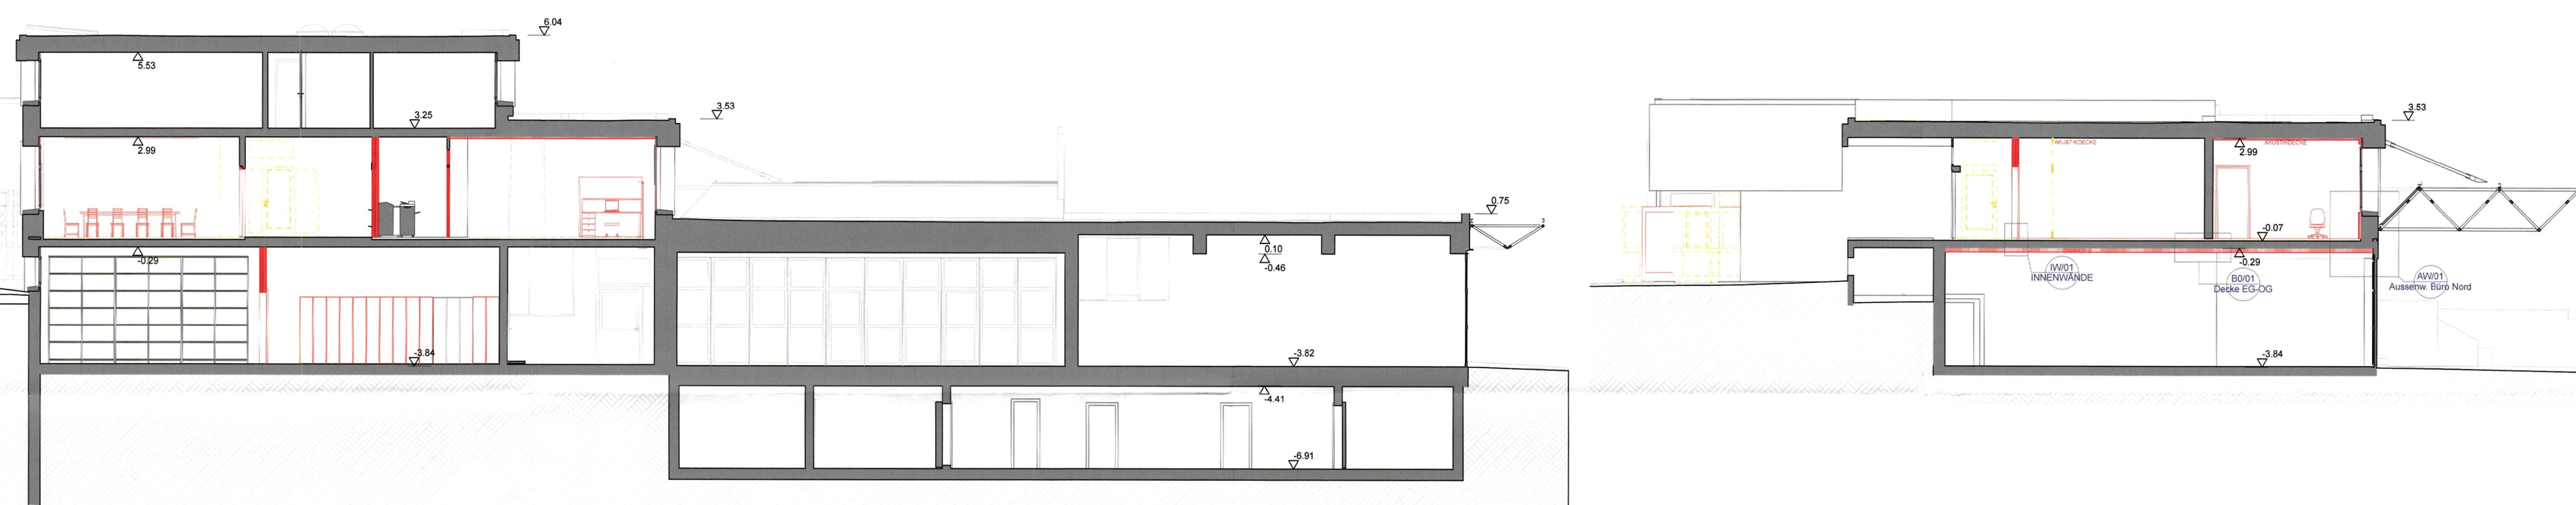 6.04
5.53
3.25
3.53
2.99
-0.29
-3.84
0.75
0.10
-0.46
-3.82
-4.41
-6.91
3.53
AKUSTIKDECKE
2.99
AKUSTIKDECKE
-0.07
-0.29
IW/01
INNENWÄNDE
B0/01
Decke EG-OG
AW/01
Aussenw. Büro Nord
-3.84